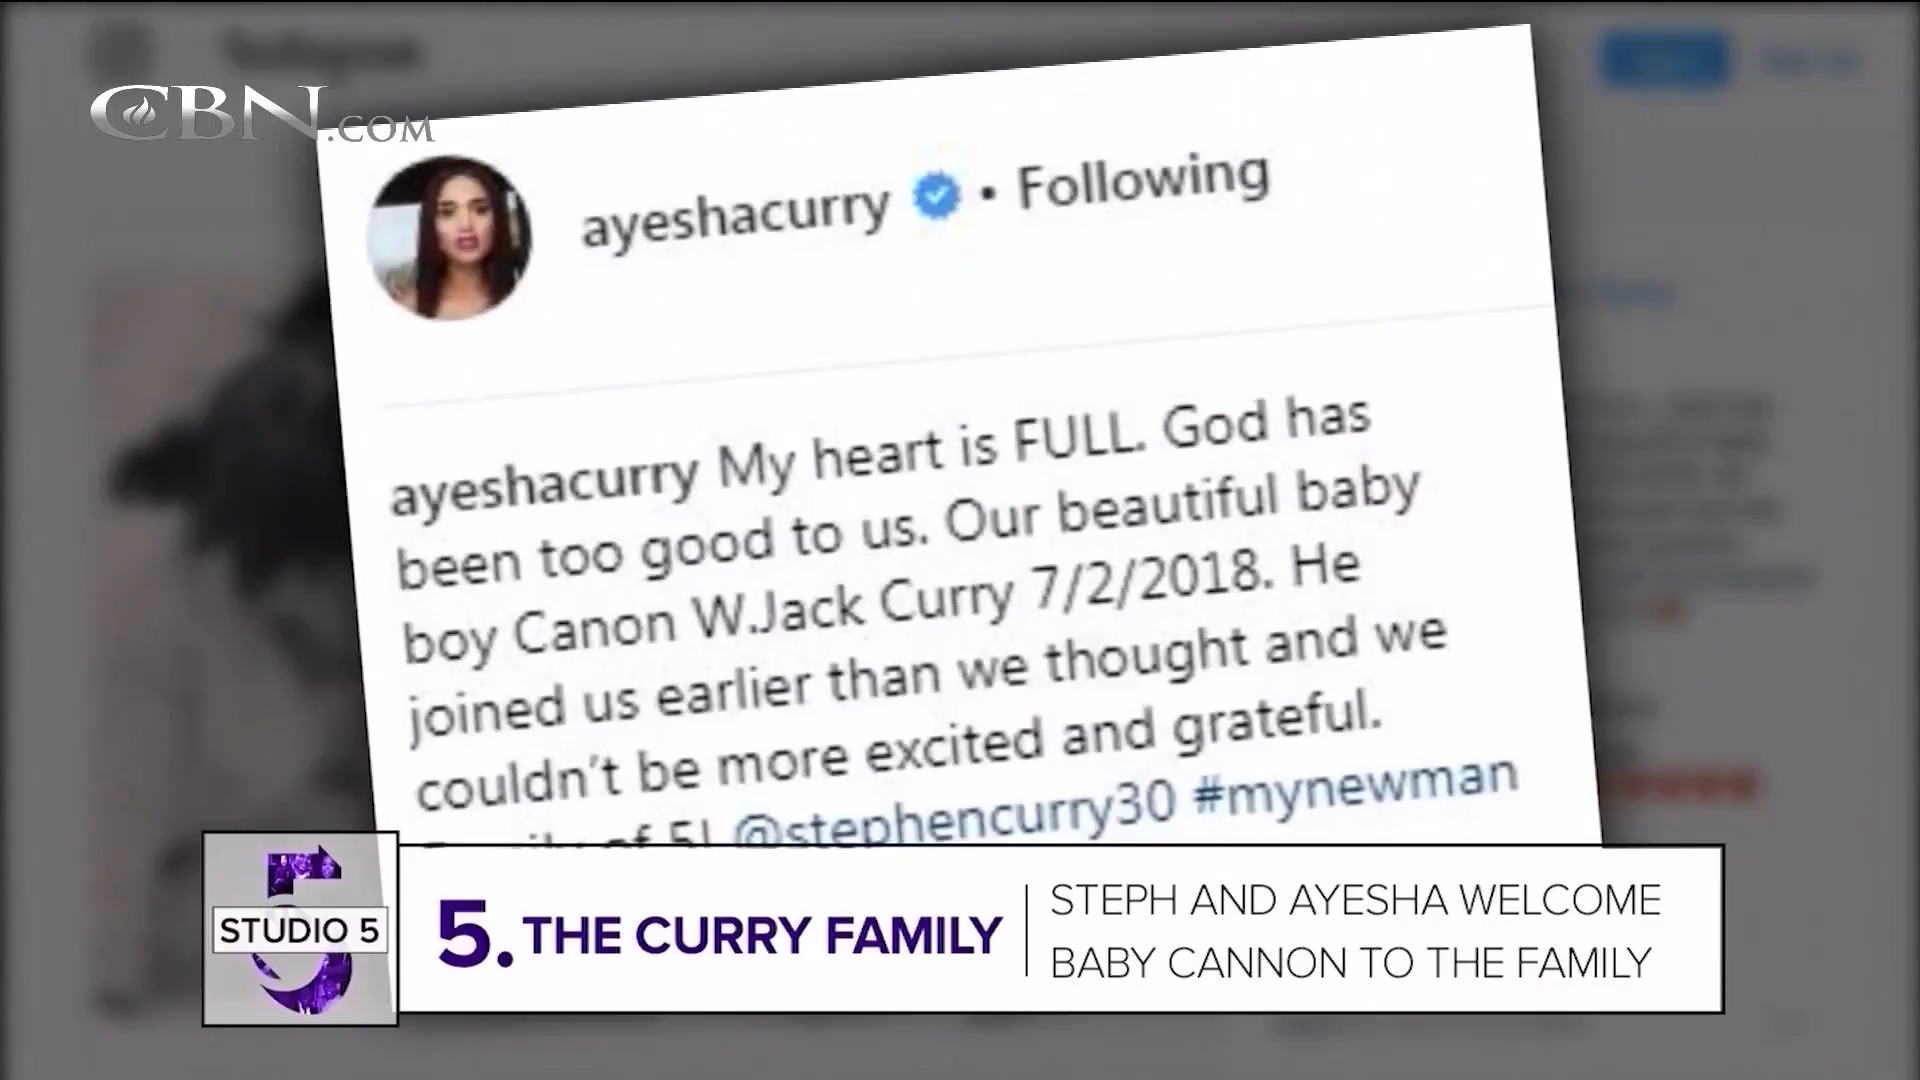 CBN.COM
ayeshacurry • Following
ayeshacurry My heart is FULL. God has
been too good to us. Our beautiful baby
boy Canon W.Jack Curry 7/2/2018. He
joined us earlier than we thought and we
couldn't be more excited and grateful.
of 5! @stephencurry30 #mynewman
STUDIO 5
5. THE CURRY FAMILY
STEPH AND AYESHA WELCOME
BABY CANNON TO THE FAMILY